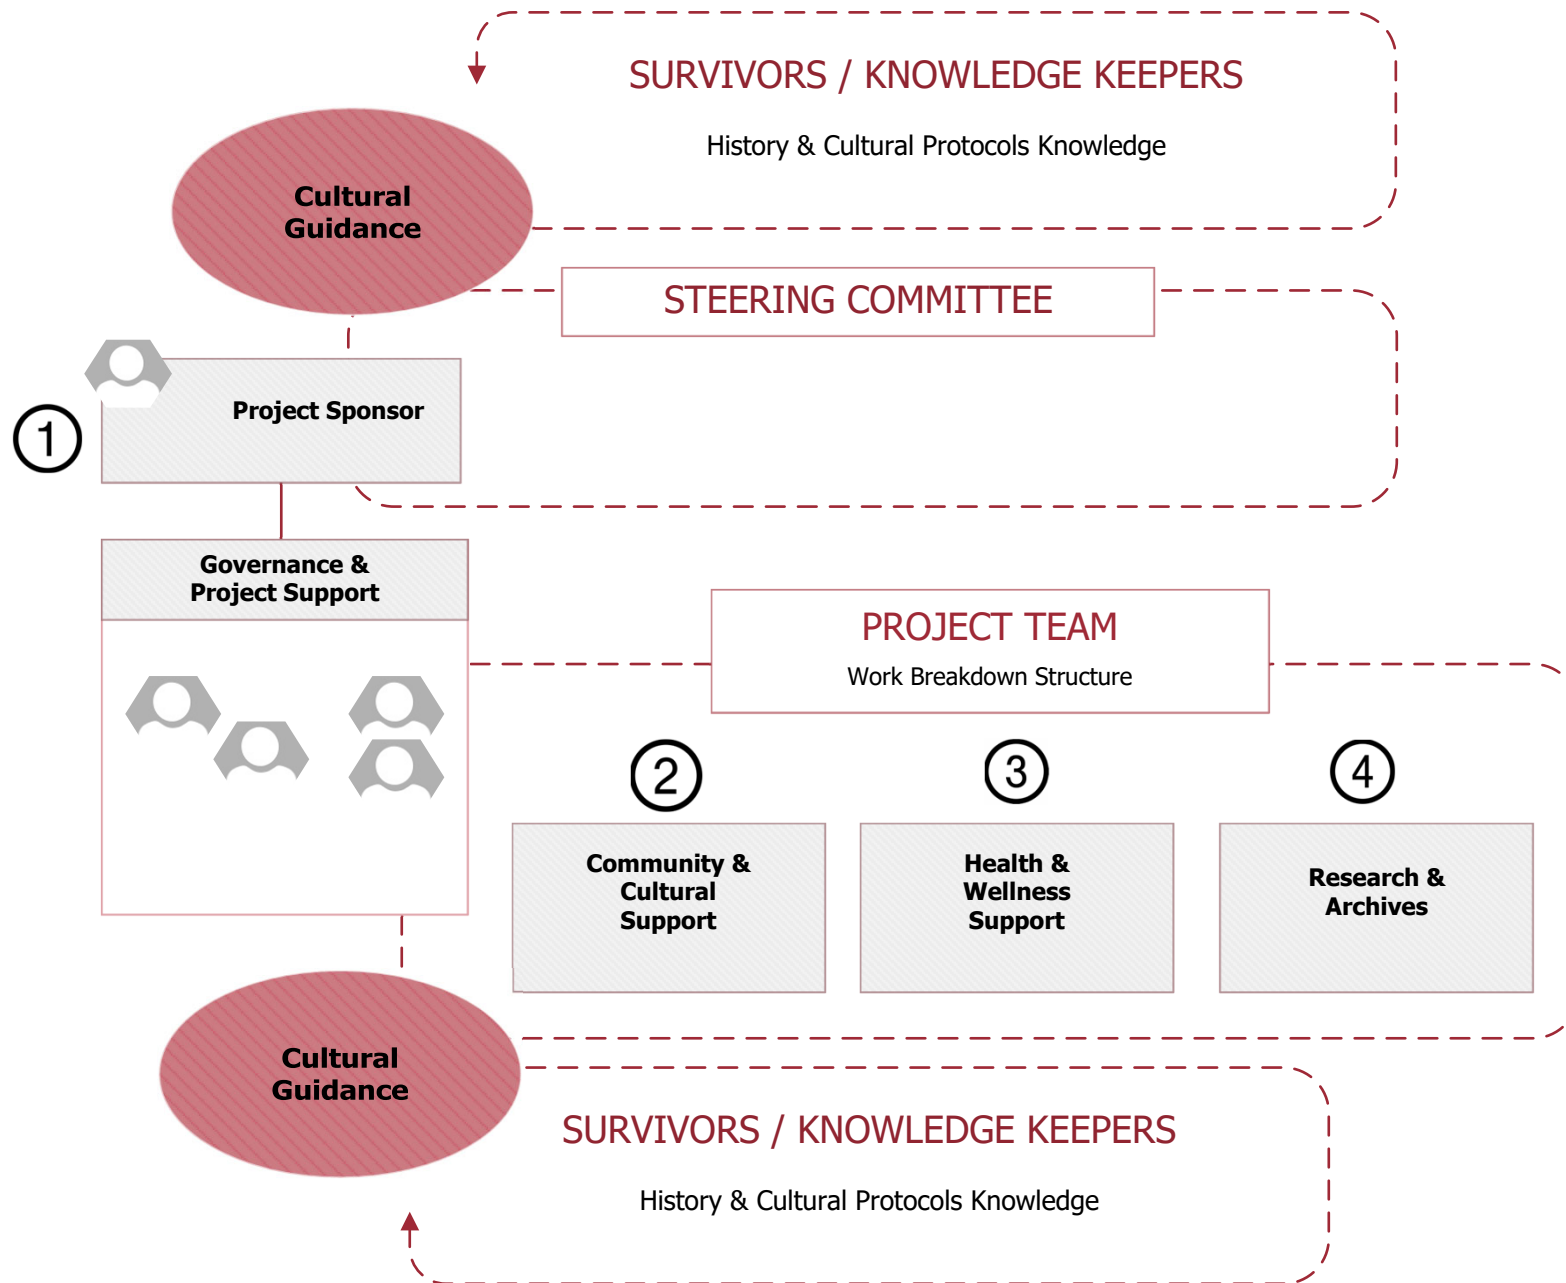 SURVIVORS / KNOWLEDGE KEEPERS
History & Cultural Protocols Knowledge
Cultural
Guidance
STEERING COMMITTEE
Project Sponsor
1
Governance &
Project Support
PROJECT TEAM
Work Breakdown Structure
2
3
4
Community &
Cultural
Support
Health &
Wellness
Support
Research &
Archives
Cultural
Guidance
SURVIVORS / KNOWLEDGE KEEPERS
History & Cultural Protocols Knowledge